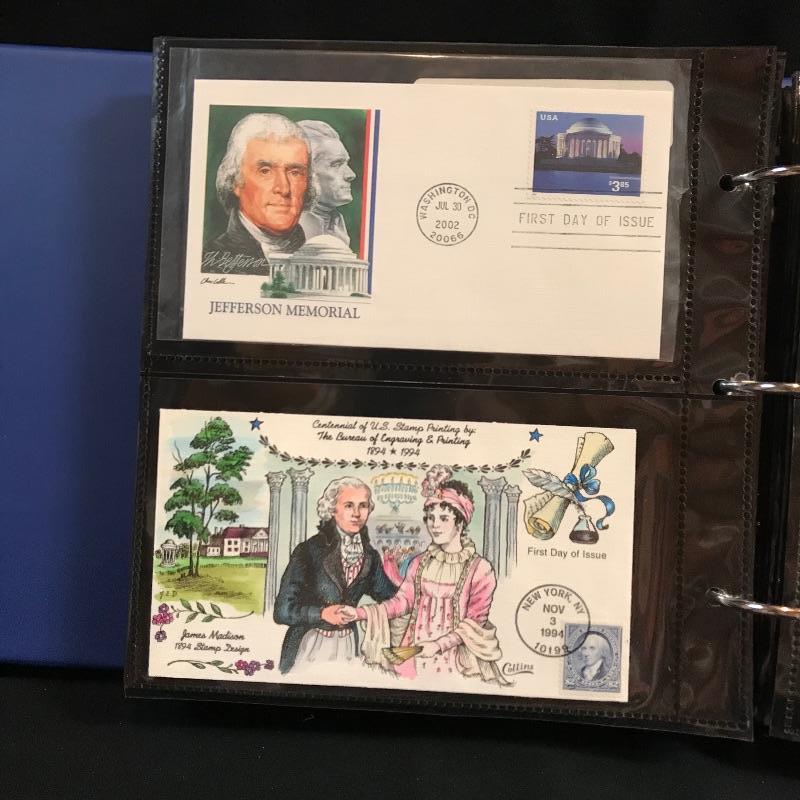 USA
$3.85
WASHINGTON DC
JUL 30
2002
20066
FIRST DAY OF ISSUE
Th Jefferson
JEFFERSON MEMORIAL
Centennial of U.S. Stamp Printing by:
The Bureau of Engraving & Printing
1894 ★ 1994
First Day of Issue
NEW YORK, NY
NOV
3
1994
10199
F.E.D
James Madison
1894 Stamp Design
Collins